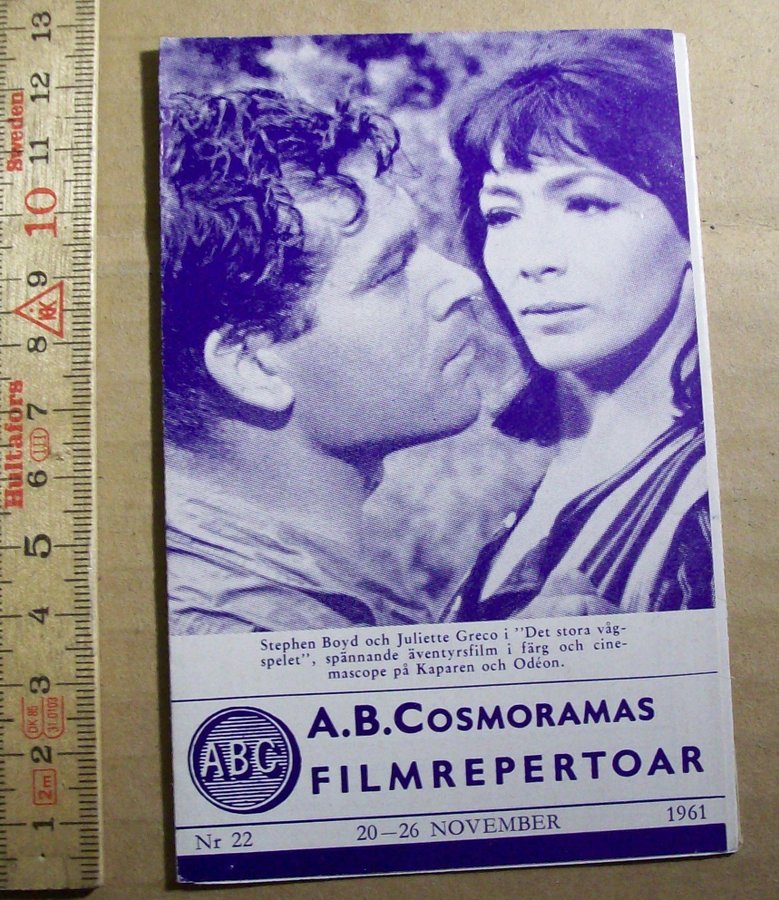 Stephen Boyd och Juliette Greco i "Det stora våg-
spelet", spännande äventyrsfilm i färg och cine-
mascope på Kaparen och Odéon.
ABC
A.B. COSMORAMAS
FILMREPERTOAR
Nr 22
20—26 NOVEMBER
1961
13
12
Sweden
11
10
9
8
7
Hultafors
6
5
4
3
2
2m
1